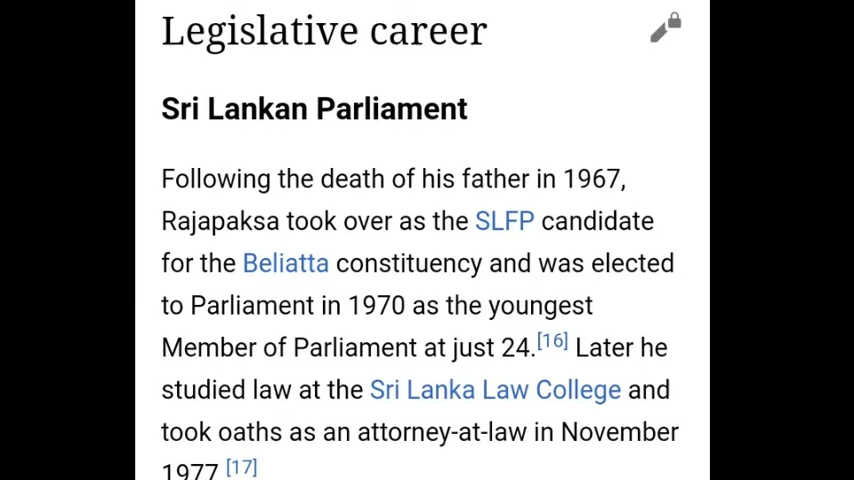 Legislative career
Sri Lankan Parliament
Following the death of his father in 1967,
Rajapaksa took over as the SLFP candidate
for the Beliatta constituency and was elected
to Parliament in 1970 as the youngest
Member of Parliament at just 24.[16] Later he
studied law at the Sri Lanka Law College and
took oaths as an attorney-at-law in November
1977 [17]